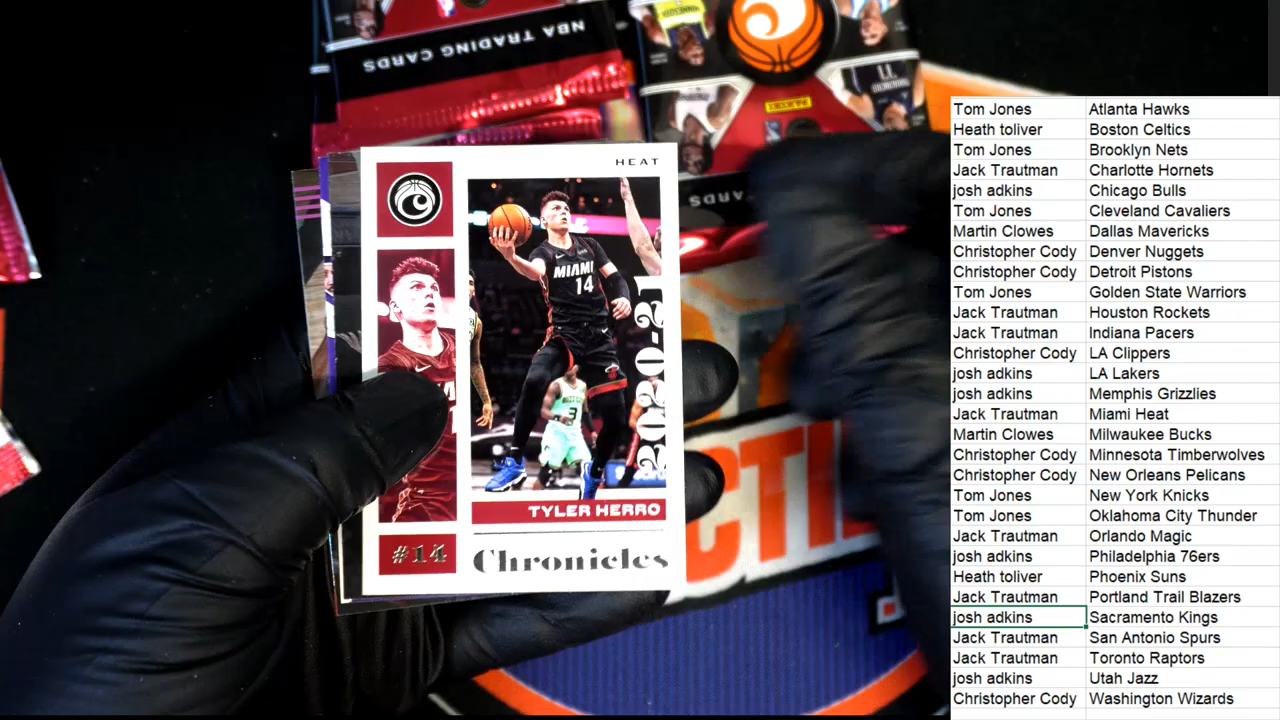 NBA TRADING CARDS
PANINI
CARDS
HEAT
MIAMI
14
3
2020-21
TYLER HERRO
#14
Chronicles
CTI
Tom Jones Atlanta Hawks
Heath toliver Boston Celtics
Tom Jones Brooklyn Nets
Jack Trautman Charlotte Hornets
josh adkins Chicago Bulls
Tom Jones Cleveland Cavaliers
Martin Clowes Dallas Mavericks
Christopher Cody Denver Nuggets
Christopher Cody Detroit Pistons
Tom Jones Golden State Warriors
Jack Trautman Houston Rockets
Jack Trautman Indiana Pacers
Christopher Cody LA Clippers
josh adkins LA Lakers
josh adkins Memphis Grizzlies
Jack Trautman Miami Heat
Martin Clowes Milwaukee Bucks
Christopher Cody Minnesota Timberwolves
Christopher Cody New Orleans Pelicans
Tom Jones New York Knicks
Tom Jones Oklahoma City Thunder
Jack Trautman Orlando Magic
josh adkins Philadelphia 76ers
Heath toliver Phoenix Suns
Jack Trautman Portland Trail Blazers
josh adkins Sacramento Kings
Jack Trautman San Antonio Spurs
Jack Trautman Toronto Raptors
josh adkins Utah Jazz
Christopher Cody Washington Wizards